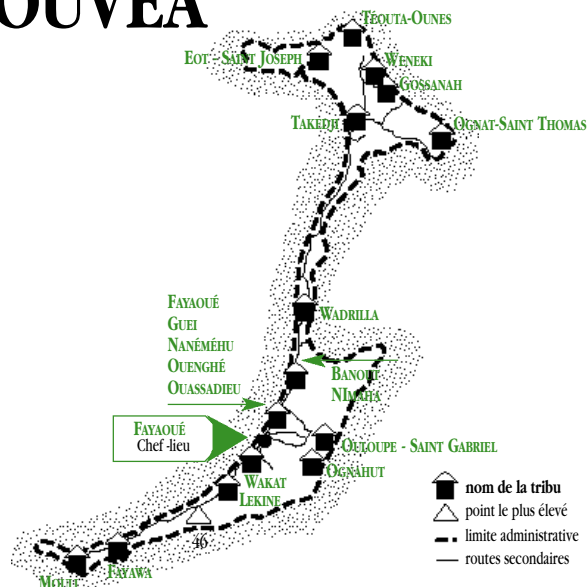 OUVÉA
TÉOUTA-OUNES
EOT - SAINT JOSEPH
WENEKI
GOSSANAH
TAKEDJI
OGNAT-SAINT THOMAS
WADRILLA
FAYAOUÉ
GUEI
NANÉMÉHU
OUENGHÉ
OUASSADIEU
BANOUT
NIMAHA
FAYAOUÉ
Chef -lieu
OULOUPE - SAINT GABRIEL
OGNAHUT
WAKAT
LEKINE
46
FAYAWA
MOULI
nom de la tribu
point le plus élevé
limite administrative
routes secondaires